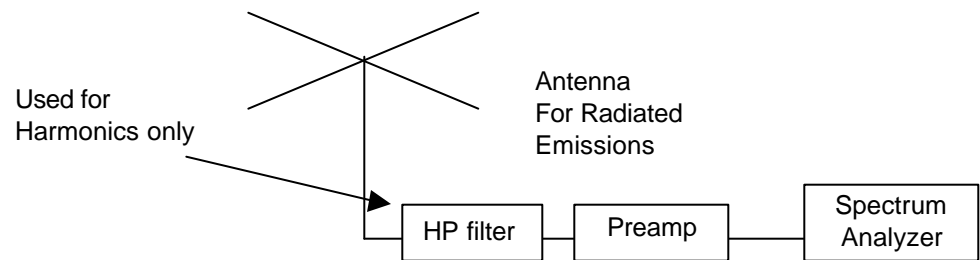 Used for
Harmonics only
Antenna
For Radiated
Emissions
HP filter
Preamp
Spectrum
Analyzer